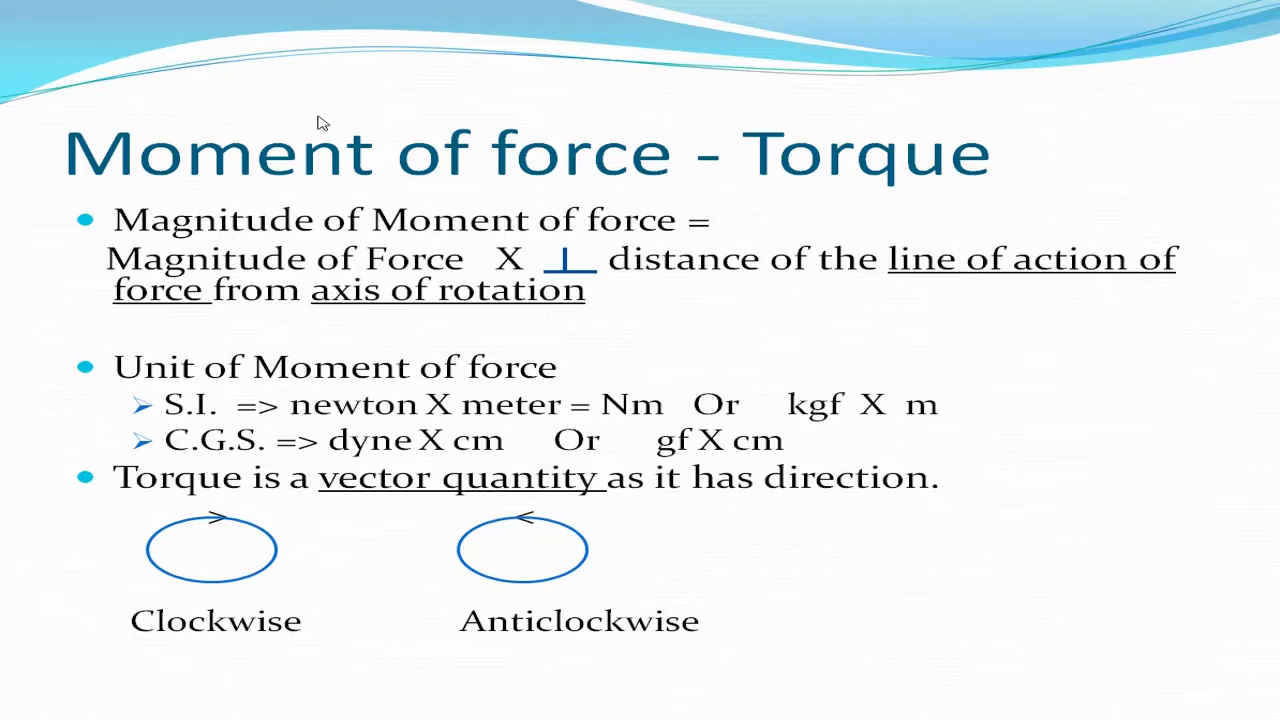 Moment of force - Torque
Magnitude of Moment of force =
Magnitude of Force X ⊥ distance of the line of action of
force from axis of rotation
Unit of Moment of force
S.I. => newton X meter = Nm Or kgf X m
C.G.S. => dyne X cm Or gf X cm
Torque is a vector quantity as it has direction.
Clockwise Anticlockwise